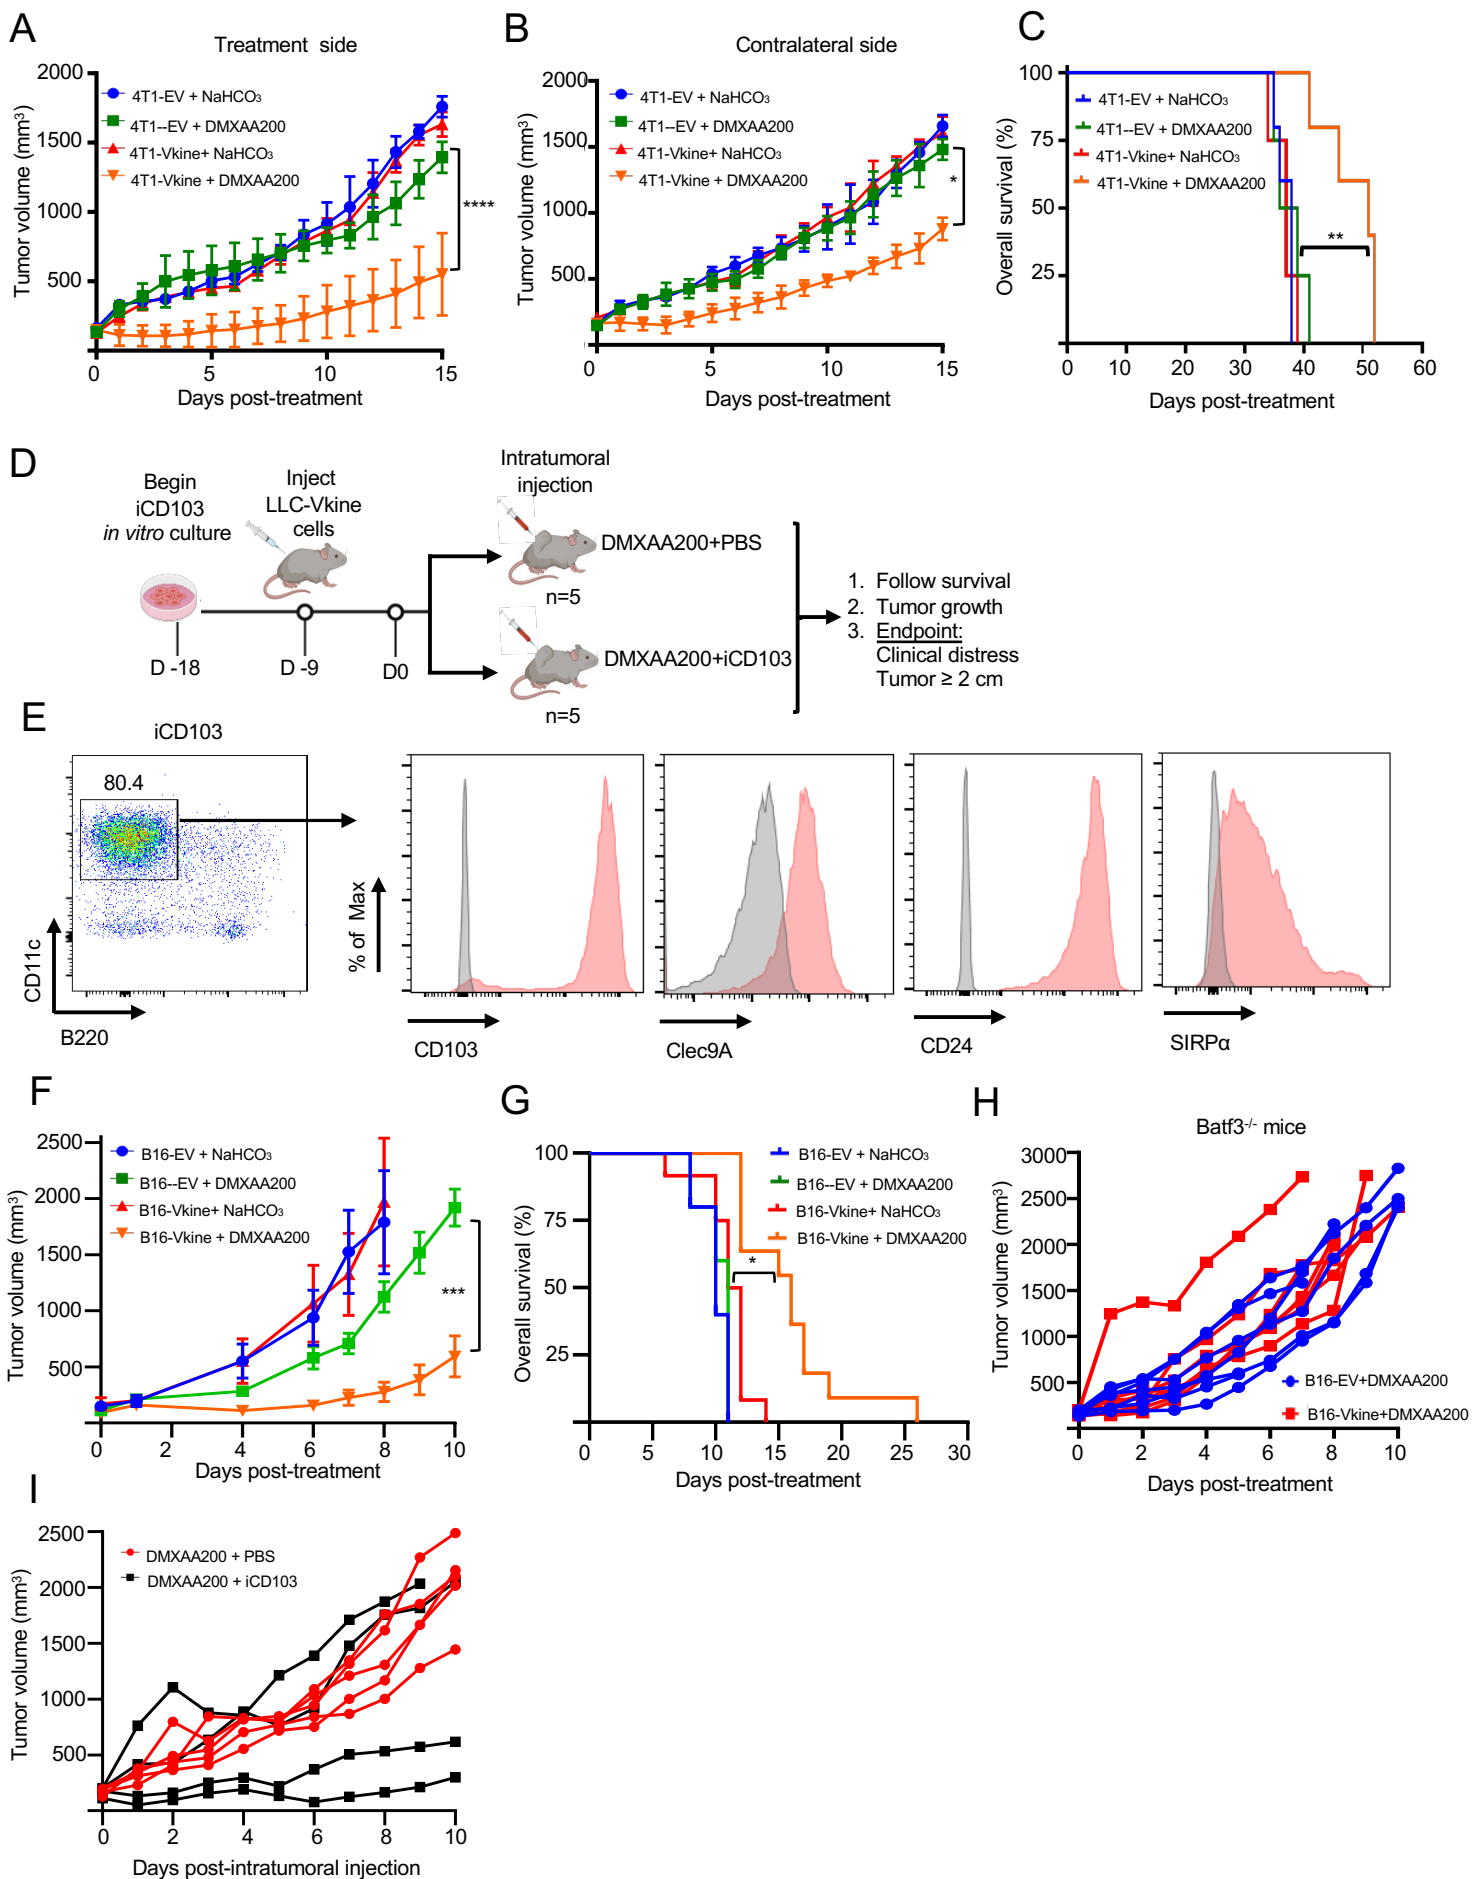 A
Treatment side
Tumor volume (mm³)
2000
1500
1000
500
4T1-EV + NaHCO₃
4T1--EV + DMXAA200
4T1-Vkine+ NaHCO₃
4T1-Vkine + DMXAA200
****
0 5 10 15
Days post-treatment
B
Contralateral side
Tumor volume (mm³)
2000
1500
1000
500
4T1-EV + NaHCO₃
4T1--EV + DMXAA200
4T1-Vkine+ NaHCO₃
4T1-Vkine + DMXAA200
*
0 5 10 15
Days post-treatment
C
Overall survival (%)
100
75
50
25
4T1-EV + NaHCO₃
4T1--EV + DMXAA200
4T1-Vkine+ NaHCO₃
4T1-Vkine + DMXAA200
**
0 10 20 30 40 50 60
Days post-treatment
D
Begin
iCD103
in vitro culture
Inject
LLC-Vkine
cells
Intratumoral
injection
D -18
D -9
D0
DMXAA200+PBS
n=5
DMXAA200+iCD103
n=5
1. Follow survival
2. Tumor growth
3. Endpoint:
Clinical distress
Tumor ≥ 2 cm
E
iCD103
80.4
CD11c
B220
% of Max
CD103
Clec9A
CD24
SIRPα
F
Tumor volume (mm³)
2500
2000
1500
1000
500
B16-EV + NaHCO₃
B16--EV + DMXAA200
B16-Vkine+ NaHCO₃
B16-Vkine + DMXAA200
***
0 2 4 6 8 10
Days post-treatment
G
Overall survival (%)
100
75
50
25
B16-EV + NaHCO₃
B16--EV + DMXAA200
B16-Vkine+ NaHCO₃
B16-Vkine + DMXAA200
*
0 5 10 15 20 25 30
Days post-treatment
H
Batf3⁻/⁻ mice
Tumor volume (mm³)
3000
2500
2000
1500
1000
500
B16-EV+DMXAA200
B16-Vkine+DMXAA200
0 2 4 6 8 10
Days post-treatment
I
Tumor volume (mm³)
2500
2000
1500
1000
500
DMXAA200 + PBS
DMXAA200 + iCD103
0 2 4 6 8 10
Days post-intratumoral injection